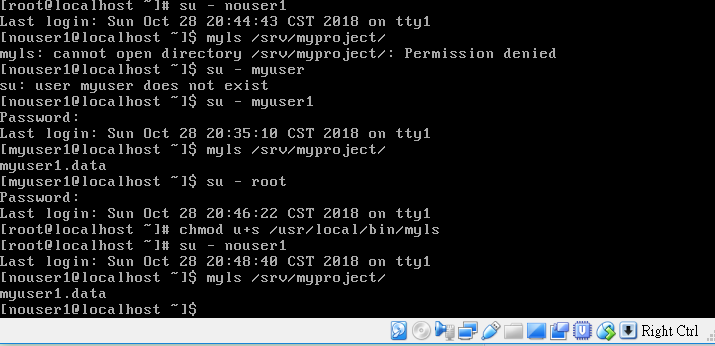 [root@localhost ~]# su - nouser1
Last login: Sun Oct 28 20:44:43 CST 2018 on tty1
[nouser1@localhost ~]$ myls /srv/myproject/
myls: cannot open directory /srv/myproject/: Permission denied
[nouser1@localhost ~]$ su - myuser
su: user myuser does not exist
[nouser1@localhost ~]$ su - myuser1
Password:
Last login: Sun Oct 28 20:35:10 CST 2018 on tty1
[myuser1@localhost ~]$ myls /srv/myproject/
myuser1.data
[myuser1@localhost ~]$ su - root
Password:
Last login: Sun Oct 28 20:46:22 CST 2018 on tty1
[root@localhost ~]# chmod u+s /usr/local/bin/myls
[root@localhost ~]# su - nouser1
Last login: Sun Oct 28 20:48:40 CST 2018 on tty1
[nouser1@localhost ~]$ myls /srv/myproject/
myuser1.data
[nouser1@localhost ~]$
Right Ctrl